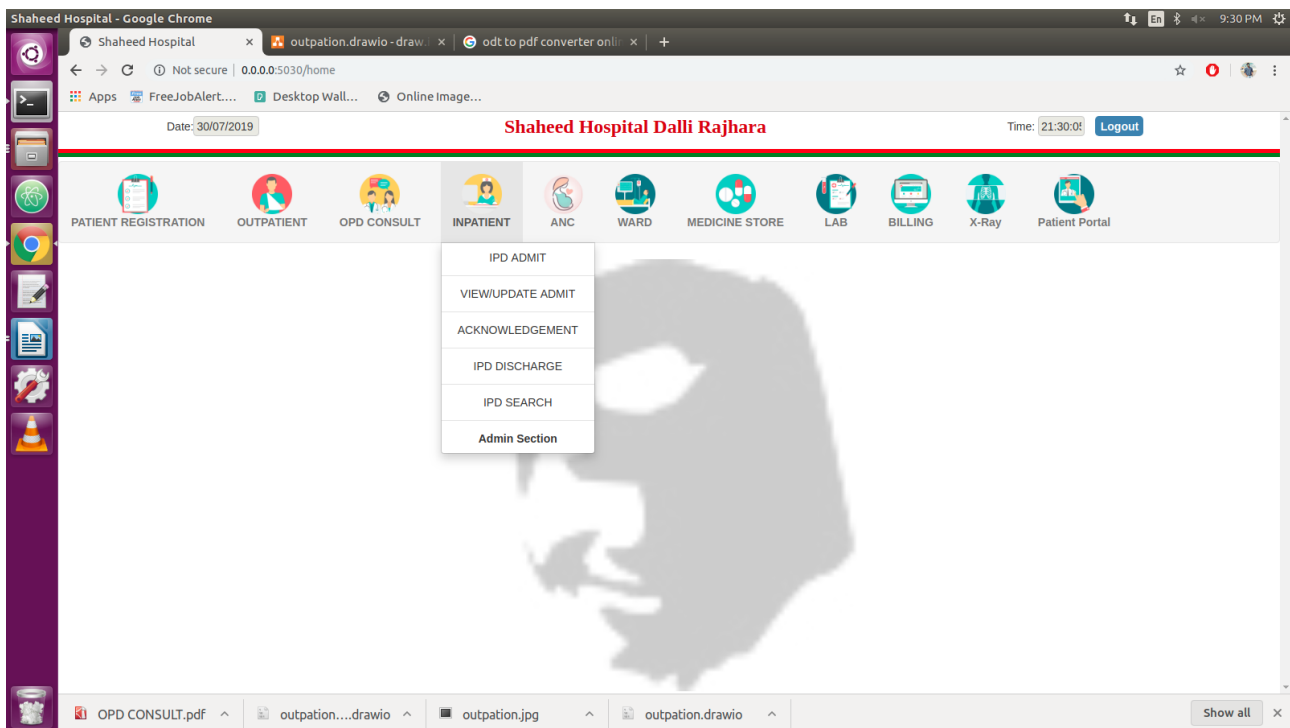 Shaheed Hospital - Google Chrome
En
9:30 PM
Shaheed Hospital
outpation.drawio - draw.i
odt to pdf converter onlin
Not secure | 0.0.0.0:5030/home
Apps
FreeJobAlert....
Desktop Wall...
Online Image...
Date: 30/07/2019
Shaheed Hospital Dalli Rajhara
Time: 21:30:0
Logout
PATIENT REGISTRATION
OUTPATIENT
OPD CONSULT
INPATIENT
ANC
WARD
MEDICINE STORE
LAB
BILLING
X-Ray
Patient Portal
IPD ADMIT
VIEW/UPDATE ADMIT
ACKNOWLEDGEMENT
IPD DISCHARGE
IPD SEARCH
Admin Section
OPD CONSULT.pdf
outpation....drawio
outpation.jpg
outpation.drawio
Show all